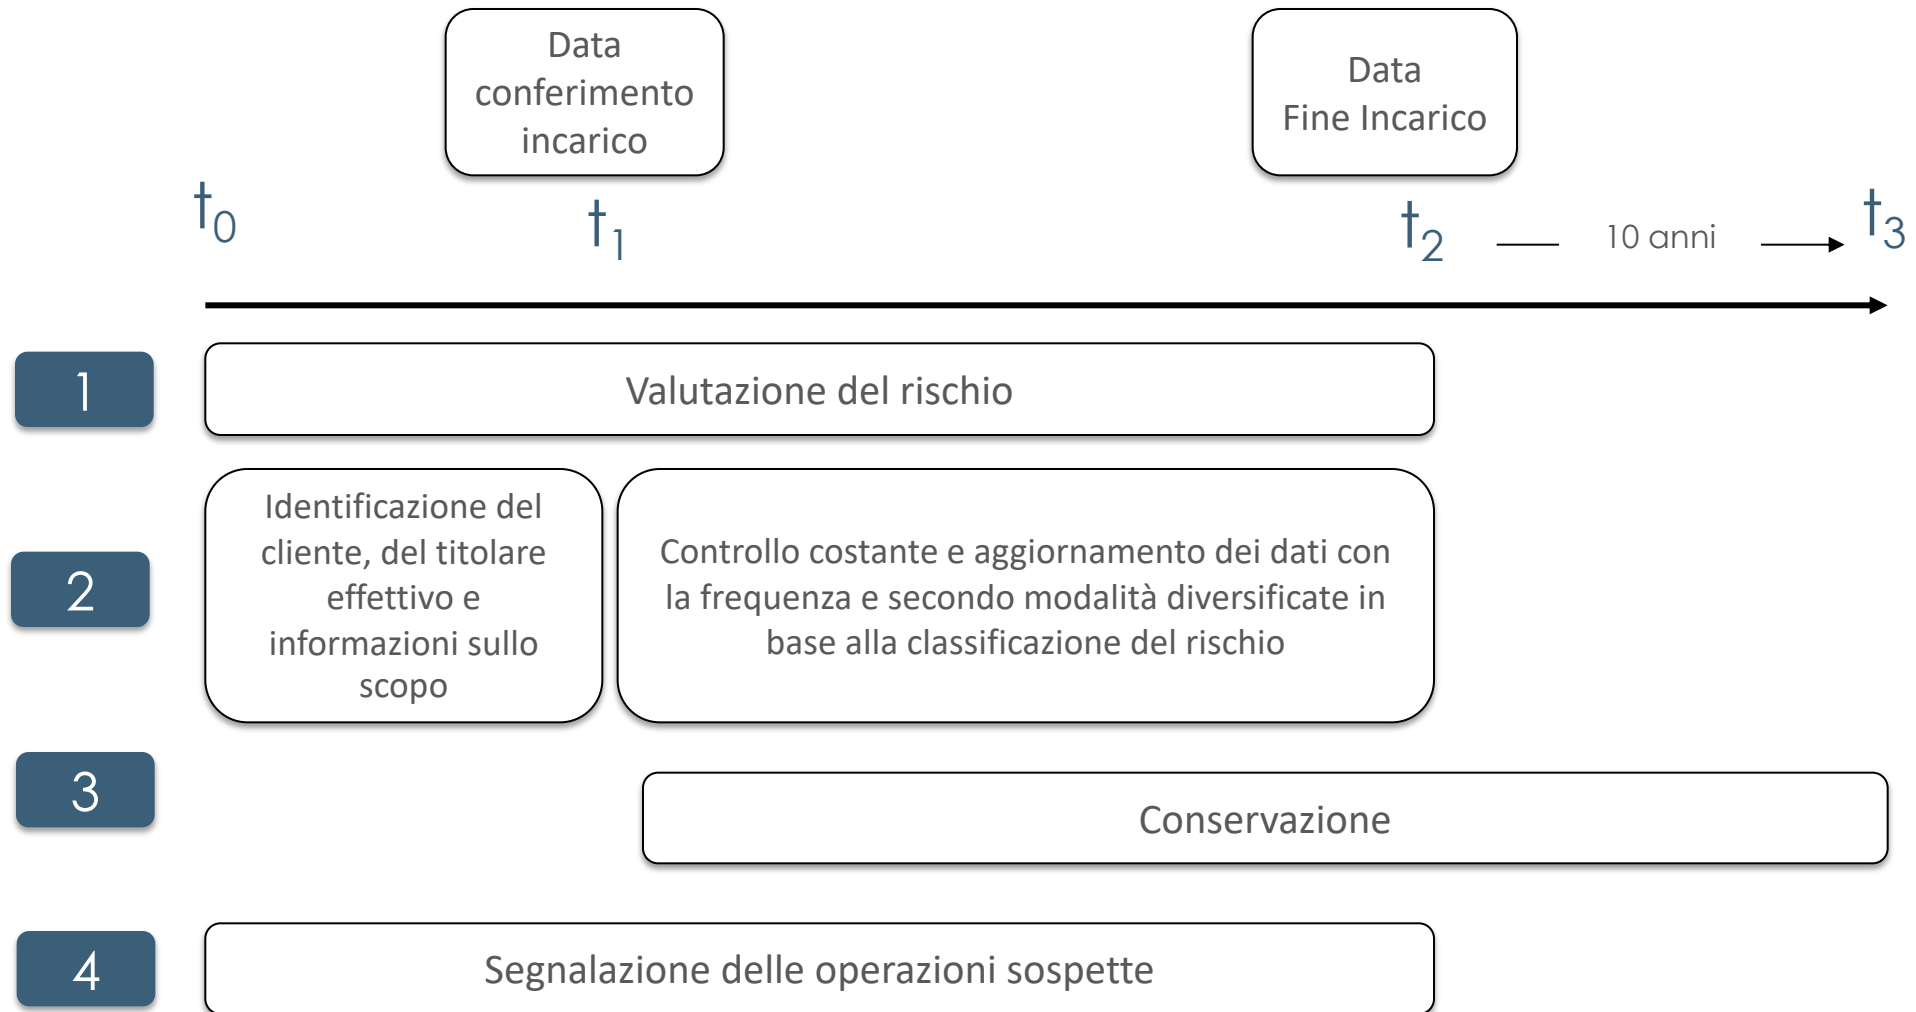 Data
conferimento
incarico
Data
Fine Incarico
t0
t1
t2
10 anni
t3
1
Valutazione del rischio
2
Identificazione del
cliente, del titolare
effettivo e
informazioni sullo
scopo
Controllo costante e aggiornamento dei dati con
la frequenza e secondo modalità diversificate in
base alla classificazione del rischio
3
Conservazione
4
Segnalazione delle operazioni sospette